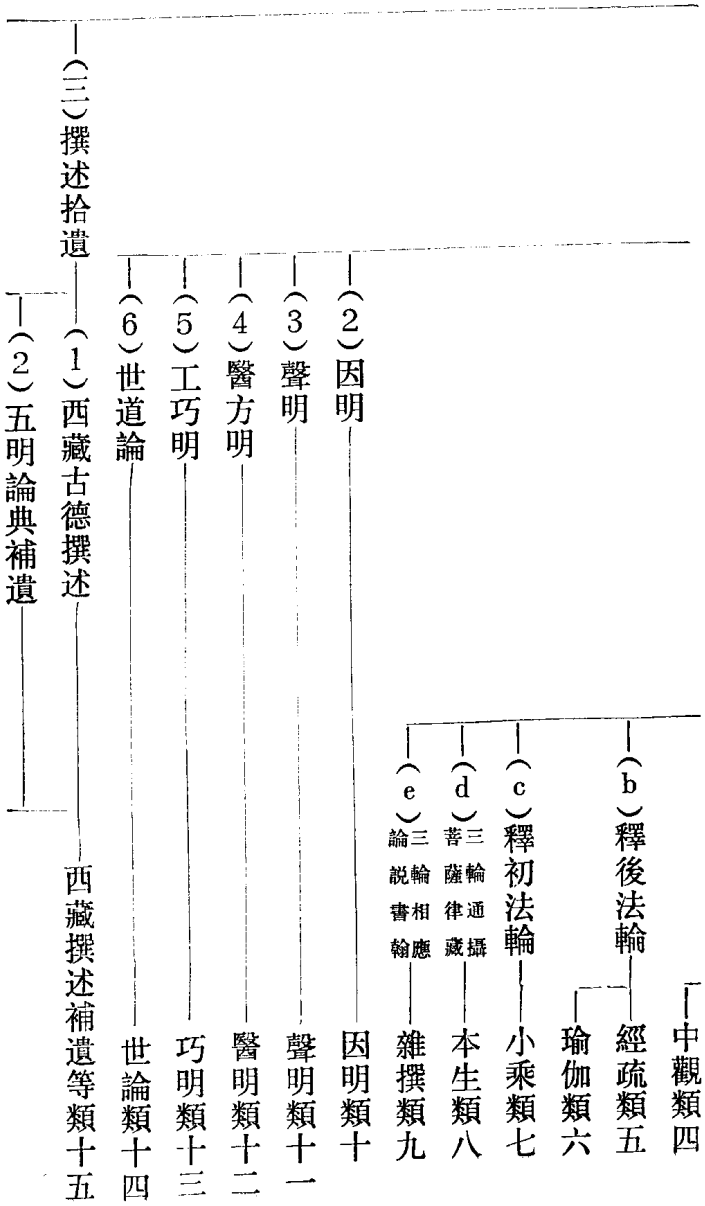 中觀類四
(b)釋後法輪
經疏類五
瑜伽類六
(c)釋初法輪
小乘類七
(d)
三輪通攝
菩薩律藏
本生類八
(e)
三輪相應
論說書翰
雜撰類九
(2)因明
因明類十
(3)聲明
聲明類十一
(4)醫方明
醫明類十二
(5)工巧明
巧明類十三
(6)世道論
世論類十四
(三)撰述拾遺
(1)西藏古德撰述
西藏撰述補遺等類十五
(2)五明論典補遺